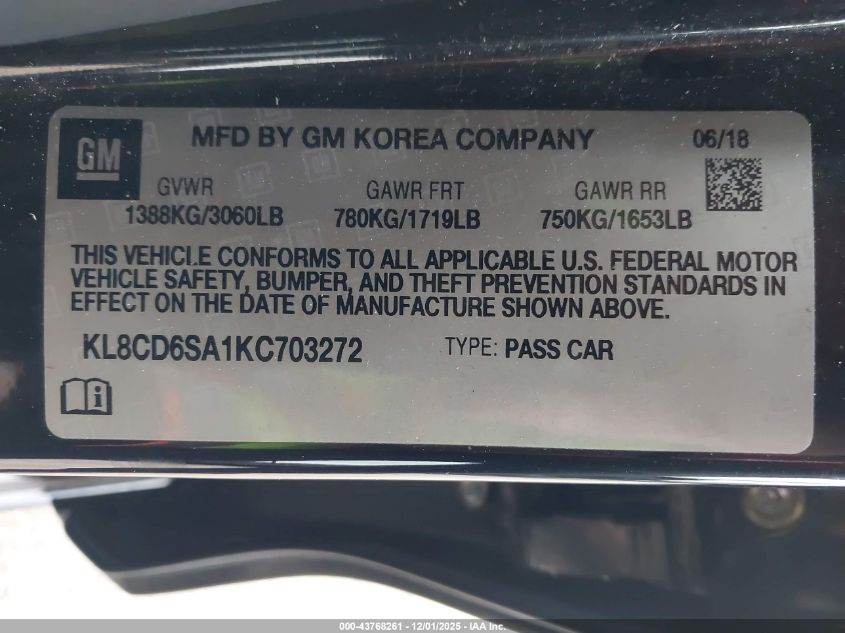 GM
MFD BY GM KOREA COMPANY 06/18
GVWR GAWR FRT GAWR RR
1388KG/3060LB 780KG/1719LB 750KG/1653LB
THIS VEHICLE CONFORMS TO ALL APPLICABLE U.S. FEDERAL MOTOR
VEHICLE SAFETY, BUMPER, AND THEFT PREVENTION STANDARDS IN
EFFECT ON THE DATE OF MANUFACTURE SHOWN ABOVE.
KL8CD6SA1KC703272 TYPE: PASS CAR
000-43768261 - 12/01/2025 - IAA Inc.